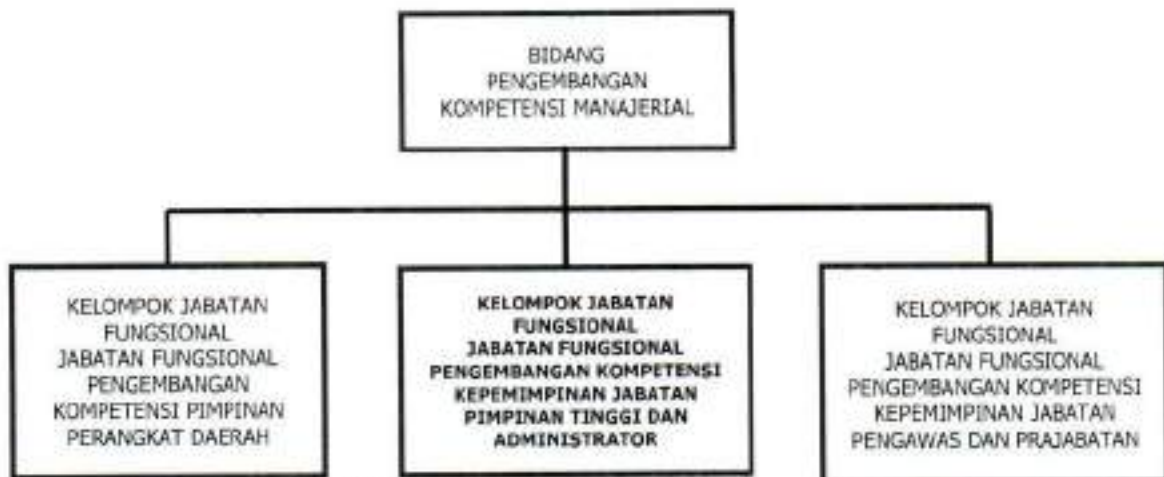 BIDANG
PENGEMBANGAN
KOMPETENSI MANAJERIAL
KELOMPOK JABATAN
FUNGSIONAL
JABATAN FUNGSIONAL
PENGEMBANGAN
KOMPETENSI PIMPINAN
PERANGKAT DAERAH
KELOMPOK JABATAN
FUNGSIONAL
JABATAN FUNGSIONAL
PENGEMBANGAN KOMPETENSI
KEPEMIMPINAN JABATAN
PIMPINAN TINGGI DAN
ADMINISTRATOR
KELOMPOK JABATAN
FUNGSIONAL
JABATAN FUNGSIONAL
PENGEMBANGAN KOMPETENSI
KEPEMIMPINAN JABATAN
PENGAWAS DAN PRAJABATAN